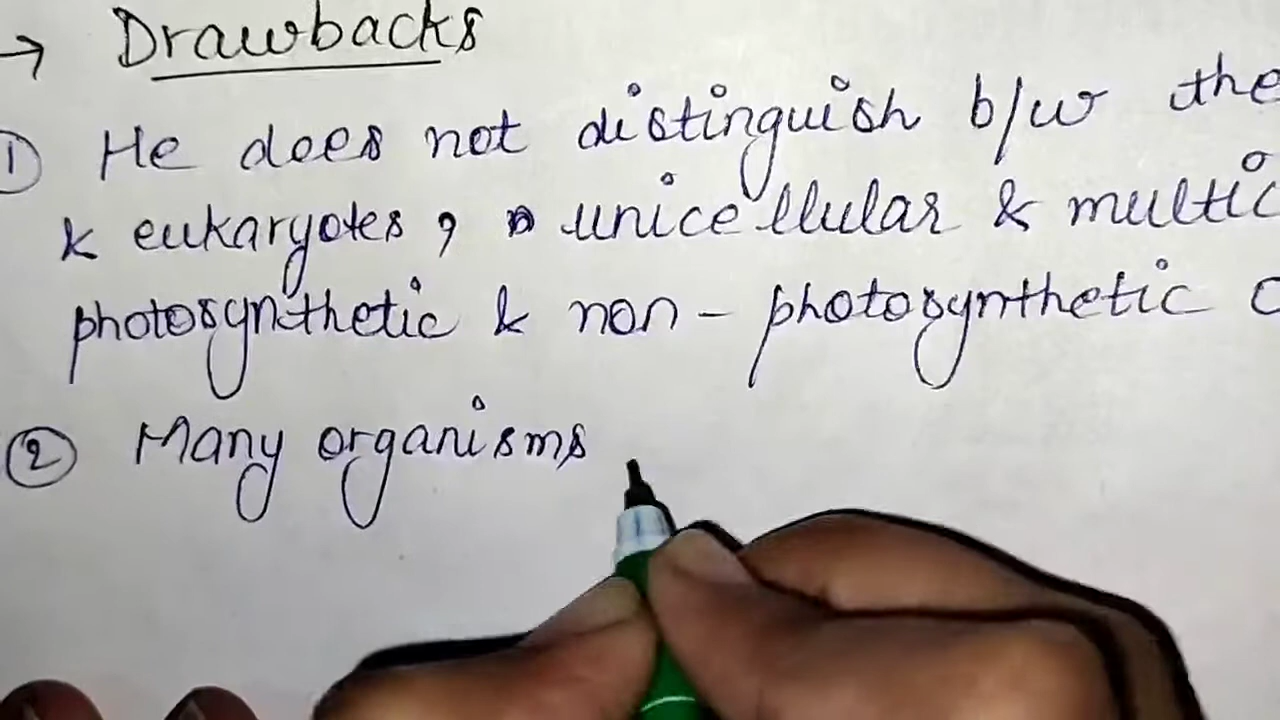 → Drawbacks
① He does not distinguish b/w the
& eukaryotes, unicellular & multic
photosynthetic & non-photosynthetic
② Many organisms